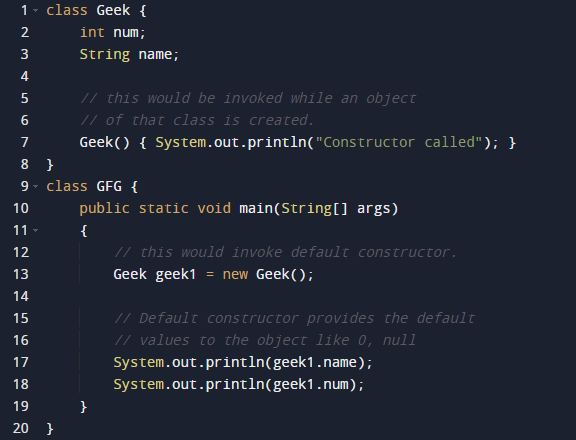 1 class Geek {
2     int num;
3     String name;
4
5     // this would be invoked while an object
6     // of that class is created.
7     Geek() { System.out.println("Constructor called"); }
8 }
9 class GFG {
10     public static void main(String[] args)
11     {
12         // this would invoke default constructor.
13         Geek geek1 = new Geek();
14
15         // Default constructor provides the default
16         // values to the object like 0, null
17         System.out.println(geek1.name);
18         System.out.println(geek1.num);
19     }
20 }